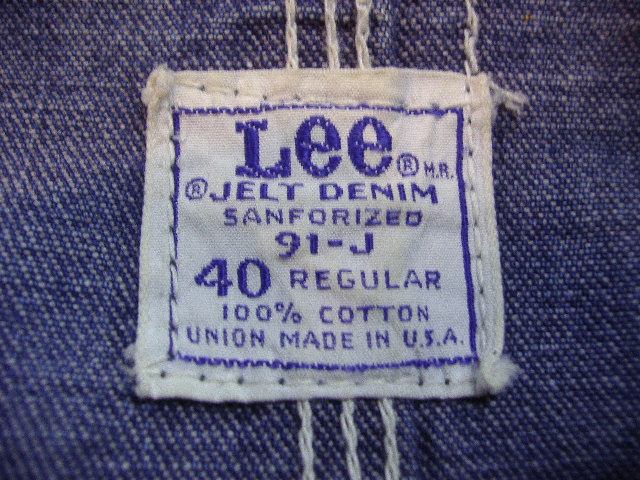 Lee® M.R.
®JELT DENIM
SANFORIZED
91-J
40 REGULAR
100% COTTON
UNION MADE IN U.S.A.